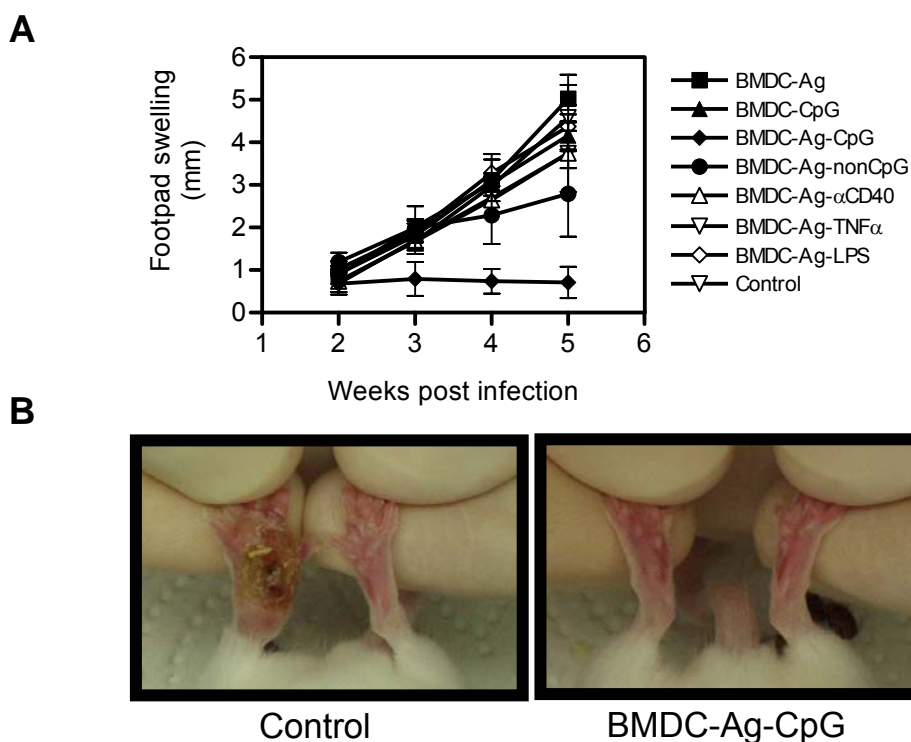 A
Footpad swelling
(mm)
6
5
4
3
2
1
0
1 2 3 4 5 6
Weeks post infection
BMDC-Ag
BMDC-CpG
BMDC-Ag-CpG
BMDC-Ag-nonCpG
BMDC-Ag-αCD40
BMDC-Ag-TNFα
BMDC-Ag-LPS
Control
B
Control BMDC-Ag-CpG